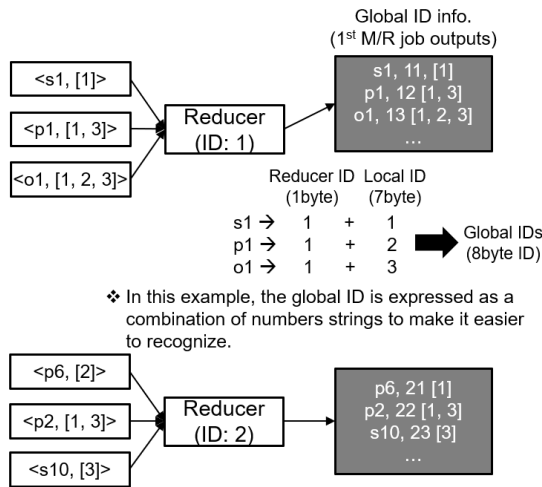 Global ID info.
(1st M/R job outputs)
<s1, [1]>
<p1, [1, 3]>
<o1, [1, 2, 3]>
Reducer
(ID: 1)
s1, 11, [1]
p1, 12 [1, 3]
o1, 13 [1, 2, 3]
...
Reducer ID Local ID
(1byte) (7byte)
s1 → 1 + 1
p1 → 1 + 2
o1 → 1 + 3
Global IDs
(8byte ID)
❖ In this example, the global ID is expressed as a
combination of numbers strings to make it easier
to recognize.
<p6, [2]>
<p2, [1, 3]>
<s10, [3]>
Reducer
(ID: 2)
p6, 21 [1]
p2, 22 [1, 3]
s10, 23 [3]
...